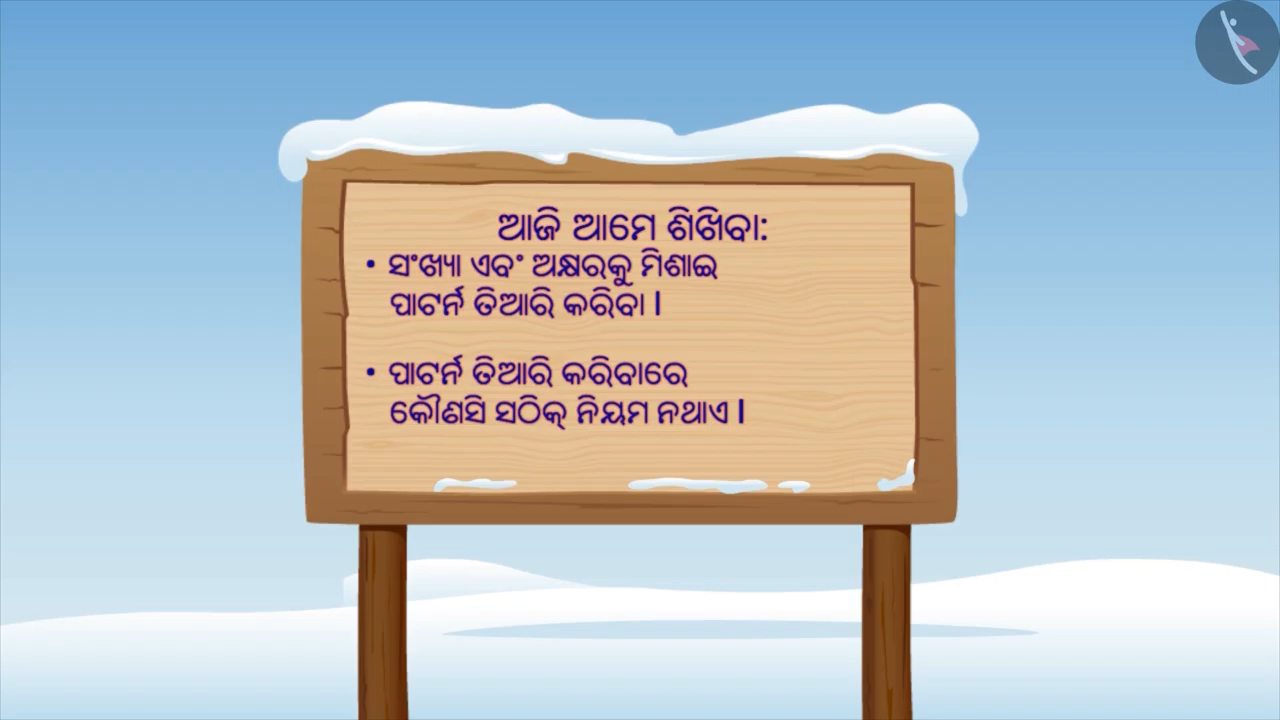 ଆଜି ଆମେ ଶିଖିବା:
• ସଂଖ୍ୟା ଏବଂ ଅକ୍ଷରକୁ ମିଶାଇ
ପାଟର୍ନ ତିଆରି କରିବା l
• ପାଟର୍ନ ତିଆରି କରିବାରେ
କୌଣସି ସଠିକ୍ ନିୟମ ନଥାଏ l